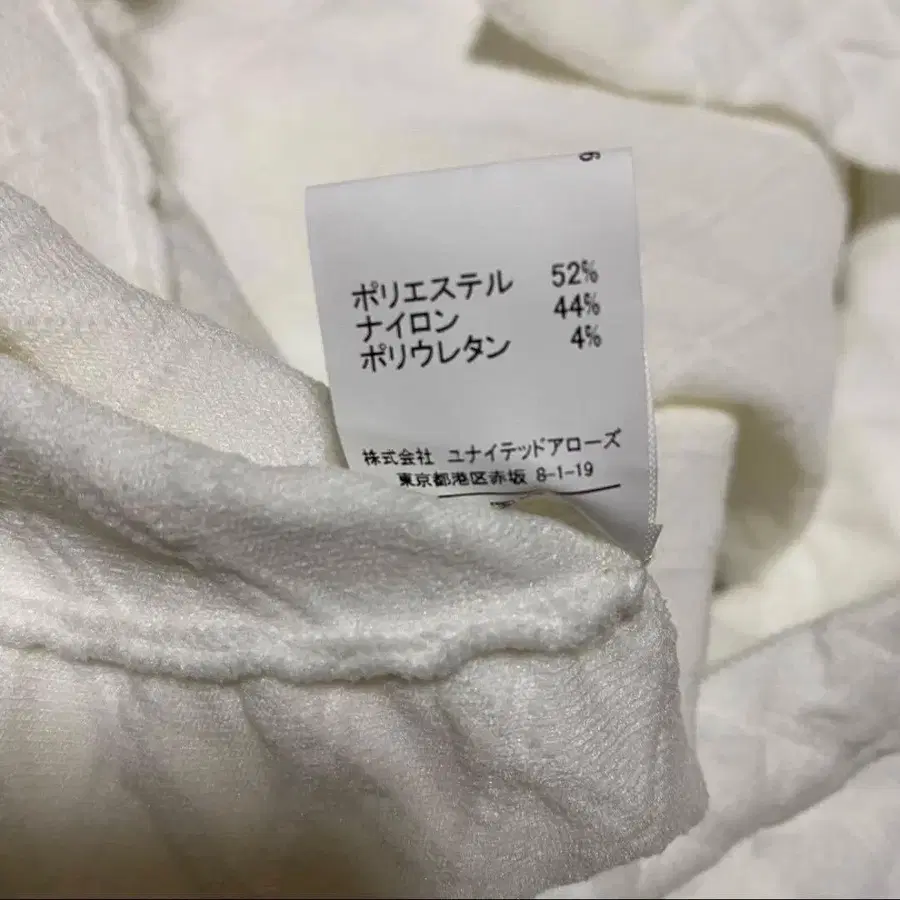 ポリエステル 52%
ナイロン 44%
ポリウレタン 4%
株式会社 ユナイテッドアローズ
東京都港区赤坂 8-1-19